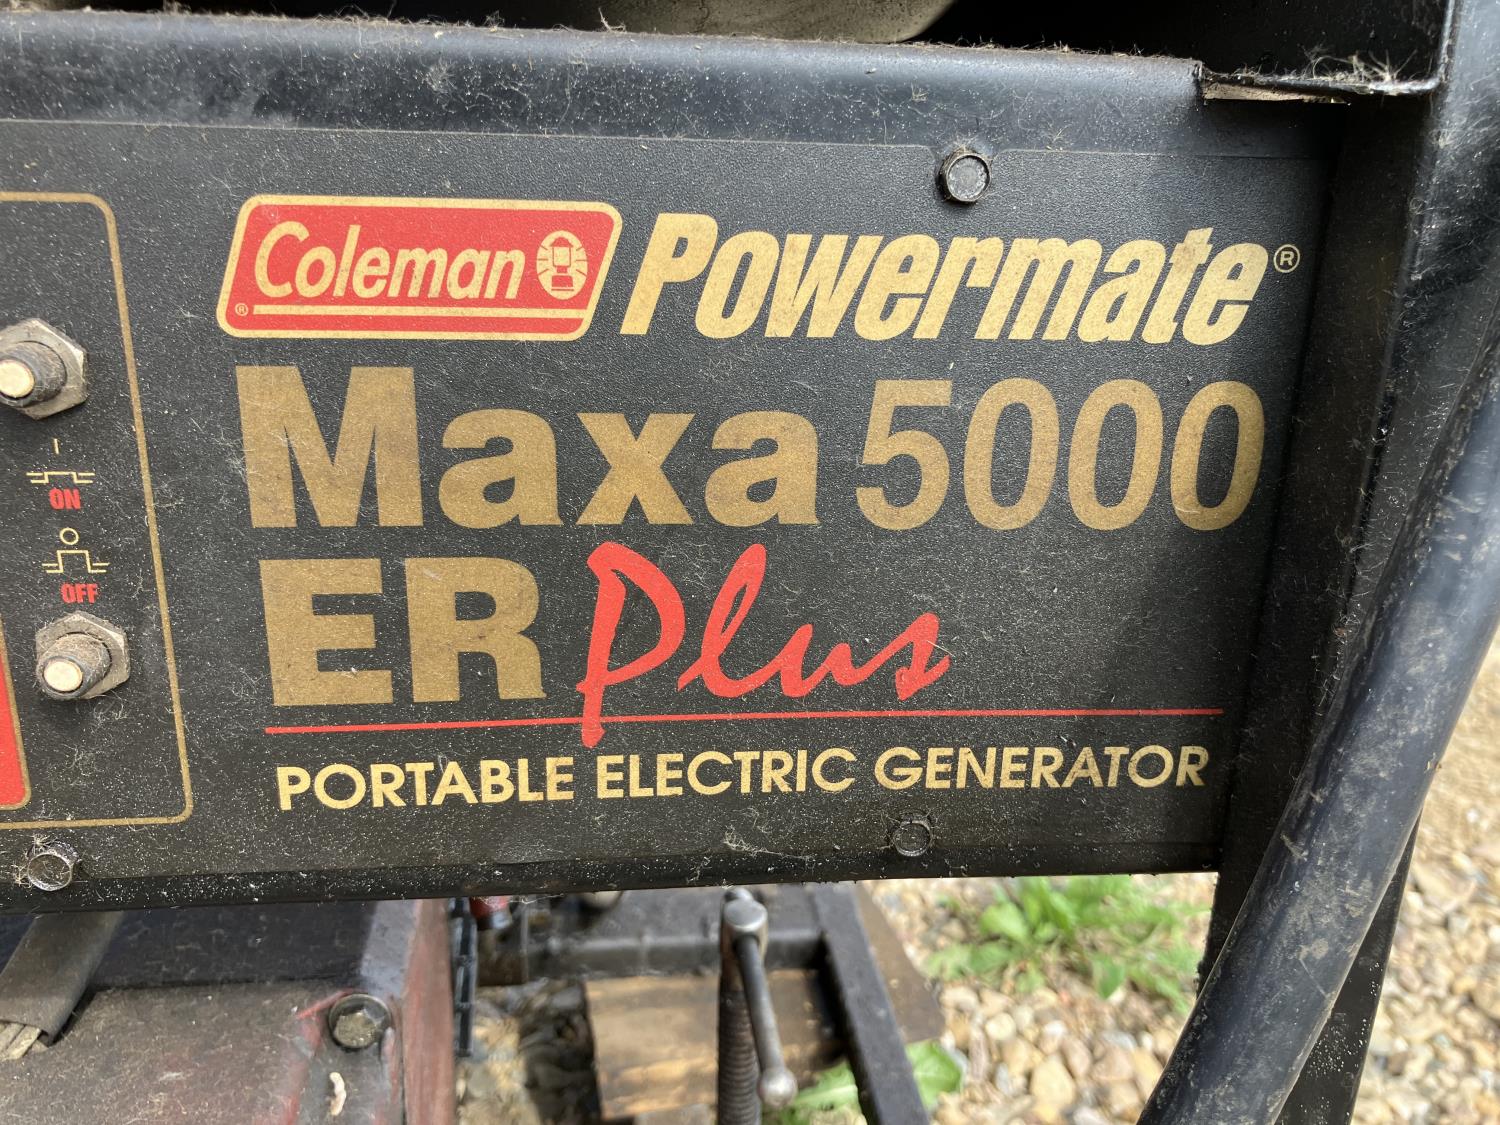 Coleman ®
Powermate®
Maxa 5000
ER Plus
PORTABLE ELECTRIC GENERATOR
ON
OFF